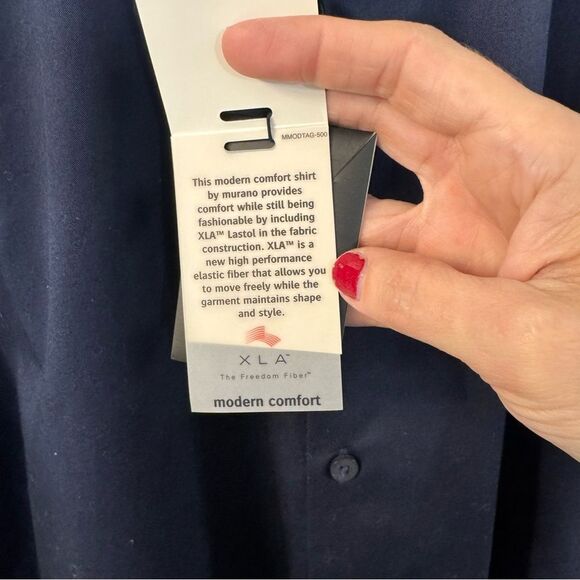 MMODTAG-500
This modern comfort shirt
by murano provides
comfort while still being
fashionable by including
XLA™ Lastol in the fabric
construction. XLA™ is a
new high performance
elastic fiber that allows you
to move freely while the
garment maintains shape
and style.
XLA™
The Freedom Fiber™
modern comfort